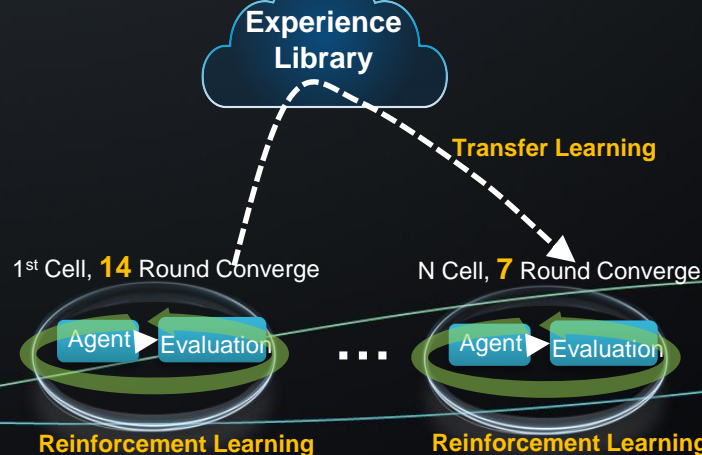 Experience
Library
Transfer Learning
1st Cell, 14 Round Converge
N Cell, 7 Round Converge
Agent
Evaluation
...
Agent
Evaluation
Reinforcement Learning
Reinforcement Learning